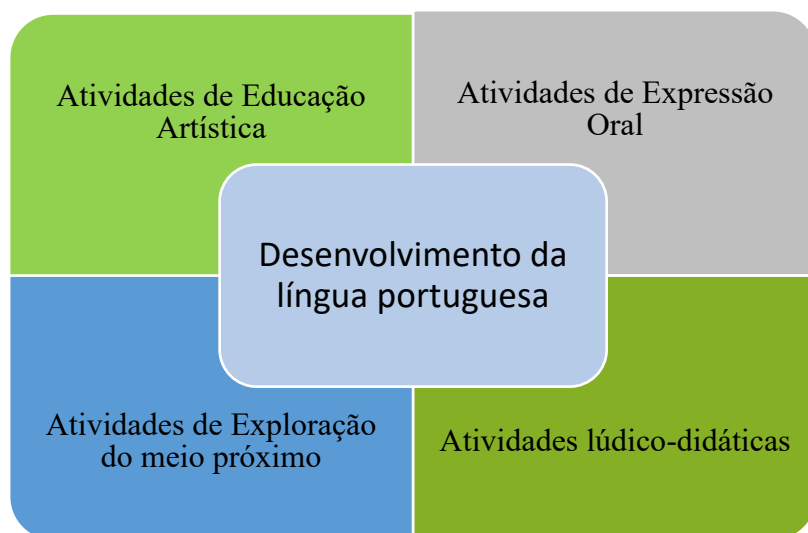 Atividades de Educação
Artística
Atividades de Expressão
Oral
Desenvolvimento da
língua portuguesa
Atividades de Exploração
do meio próximo
Atividades lúdico-didáticas